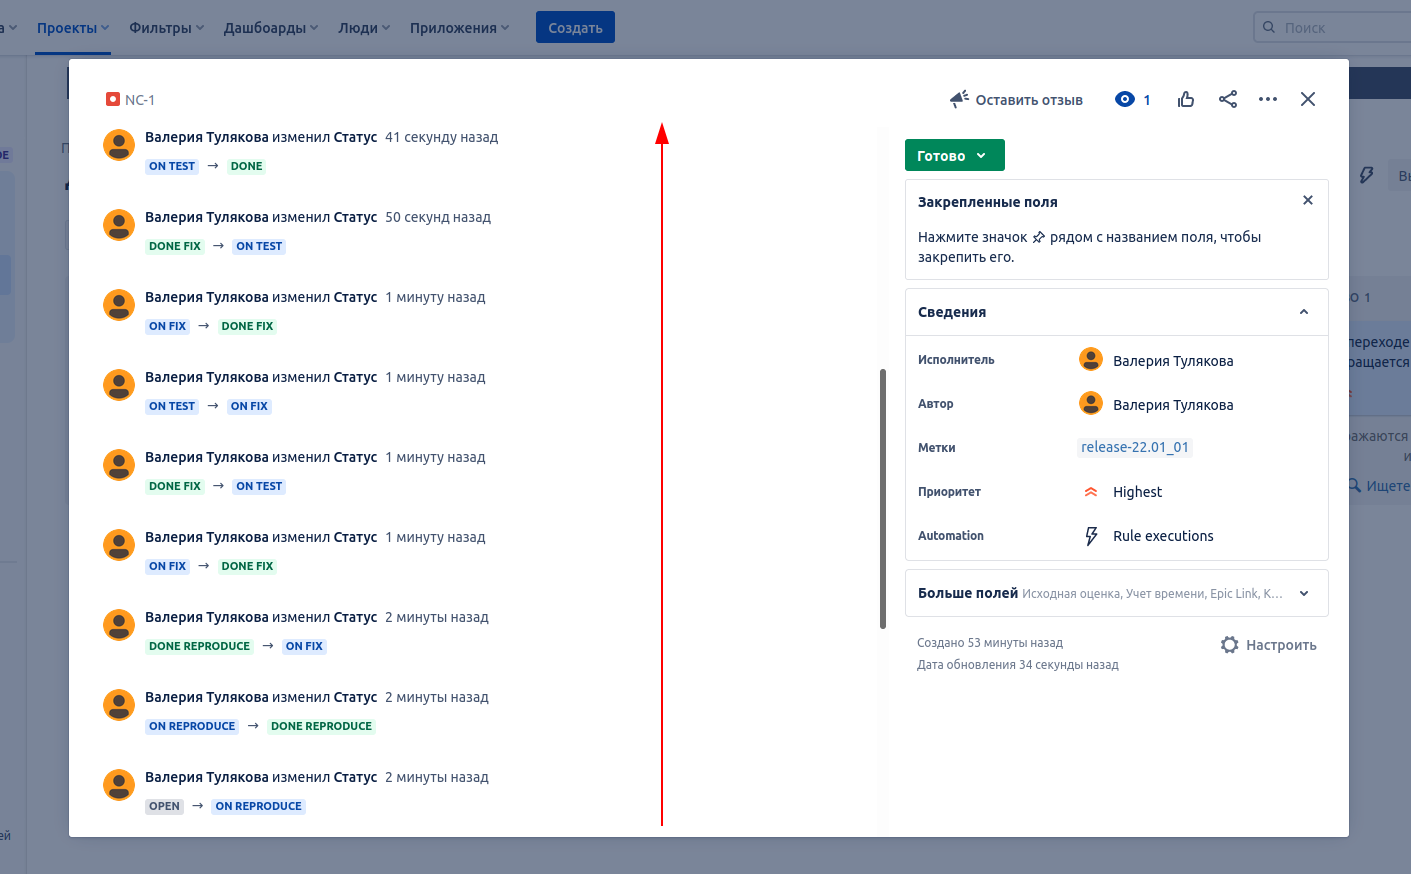 а
Проекты
Фильтры
Дашбоарды
Люди
Приложения
Создать
Поиск
NC-1
Оставить отзыв
1
Валерия Тулякова изменил Статус 41 секунду назад
ON TEST → DONE
Валерия Тулякова изменил Статус 50 секунд назад
DONE FIX → ON TEST
Валерия Тулякова изменил Статус 1 минуту назад
ON FIX → DONE FIX
Валерия Тулякова изменил Статус 1 минуту назад
ON TEST → ON FIX
Валерия Тулякова изменил Статус 1 минуту назад
DONE FIX → ON TEST
Валерия Тулякова изменил Статус 1 минуту назад
ON FIX → DONE FIX
Валерия Тулякова изменил Статус 2 минуты назад
DONE REPRODUCE → ON FIX
Валерия Тулякова изменил Статус 2 минуты назад
ON REPRODUCE → DONE REPRODUCE
Валерия Тулякова изменил Статус 2 минуты назад
OPEN → ON REPRODUCE
Готово
Закрепленные поля
Нажмите значок рядом с названием поля, чтобы
закрепить его.
Сведения
Исполнитель Валерия Тулякова
Автор Валерия Тулякова
Метки release-22.01_01
Приоритет Highest
Automation Rule executions
Больше полей Исходная оценка, Учет времени, Epic Link, К...
Создано 53 минуты назад
Дата обновления 34 секунды назад
Настроить
Вы
О 1
переходе
ращается
ражаются
и
Ищете
ей